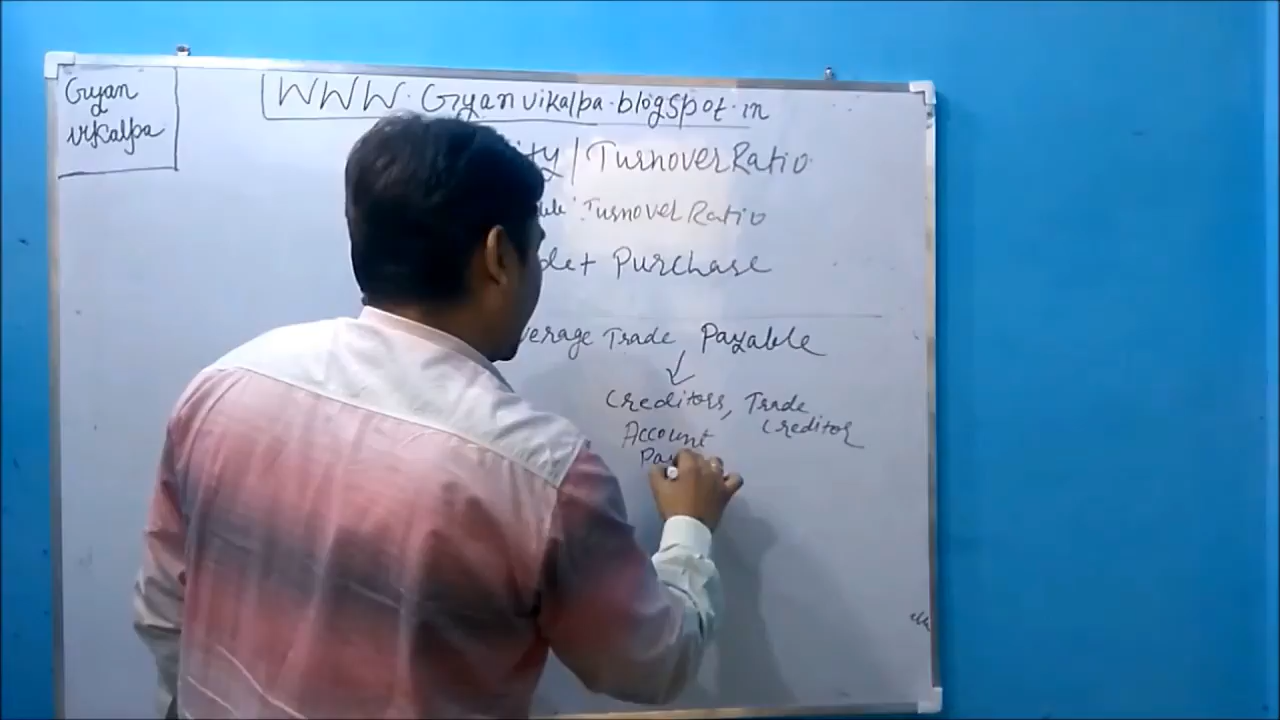 Gyan
vikalpa
WWW.Gyanvikalpa.blogspot.in
ity / Turnover Ratio
ble Turnover Ratio
dit Purchase
verage Trade Payable
Creditors, Trade
creditor
Account
Pay